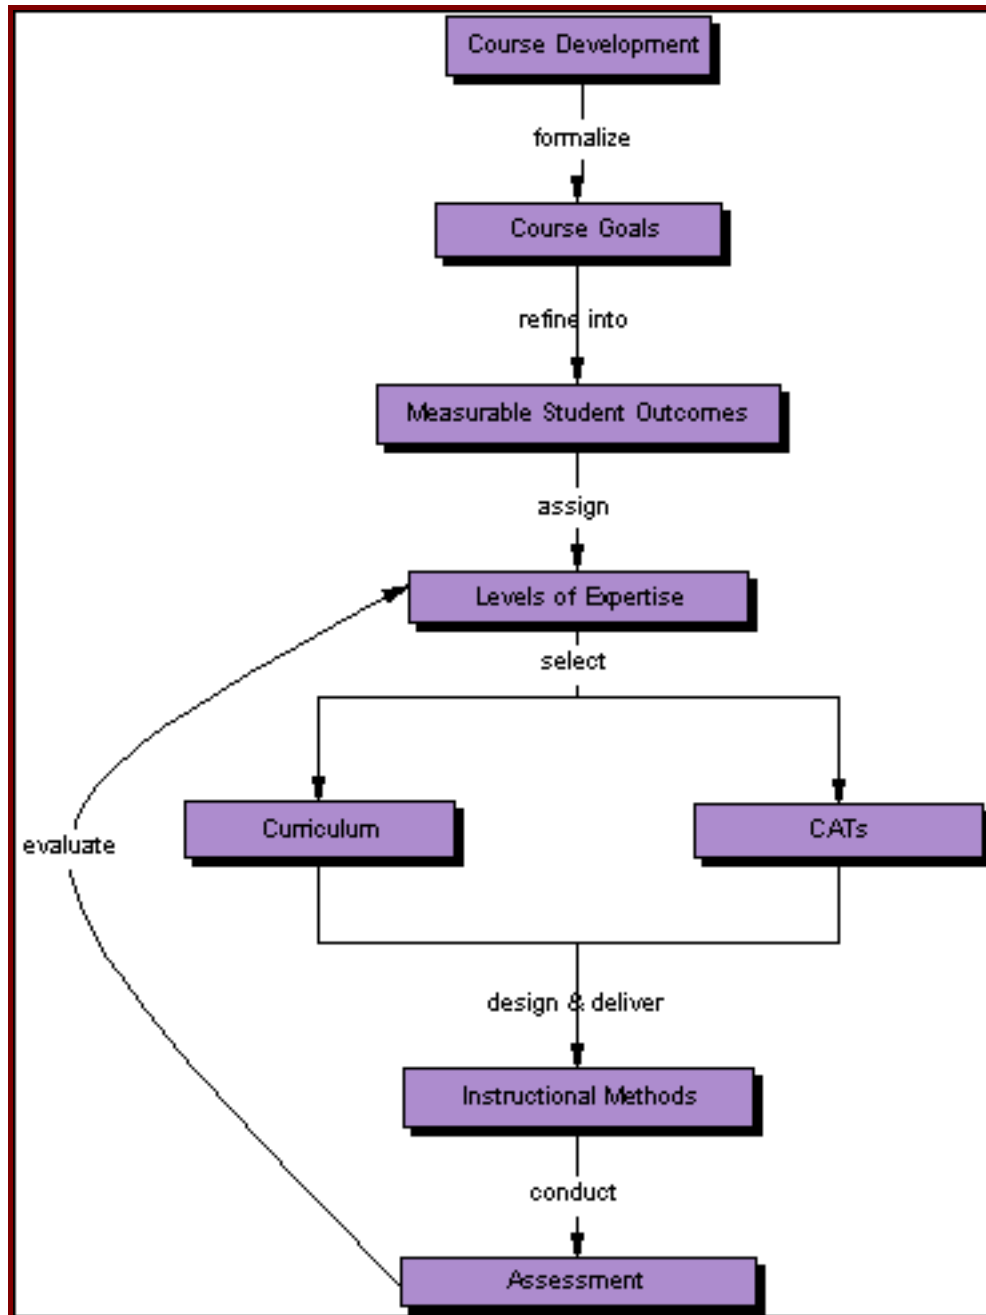 Course Development
formalize
Course Goals
refine into
Measurable Student Outcomes
assign
Levels of Expertise
select
Curriculum
CATs
evaluate
design & deliver
Instructional Methods
conduct
Assessment